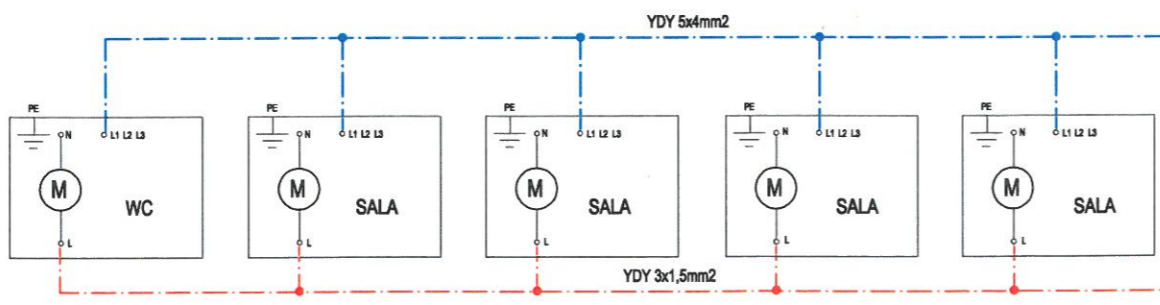 YDY 5x4mm2
PE PE PE PE PE
N L1 L2 L3 N L1 L2 L3 N L1 L2 L3 N L1 L2 L3 N L1 L2 L3
M WC M SALA M SALA M SALA M SALA
L L L L L
YDY 3x1,5mm2